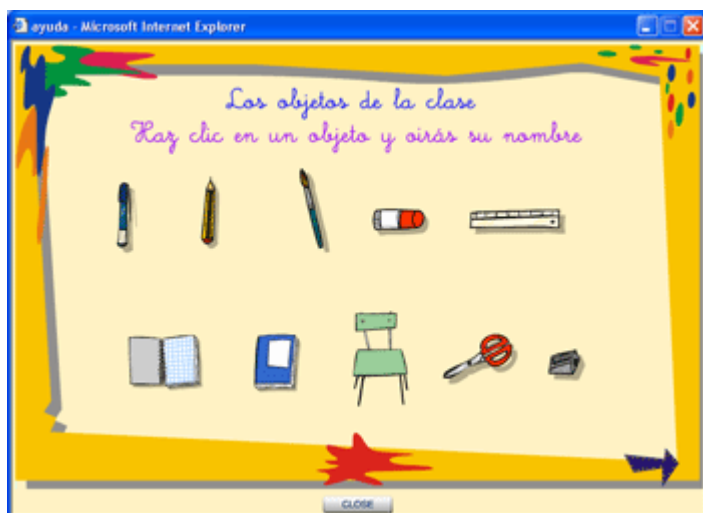 ayuda - Microsoft Internet Explorer
Los objetos de la clase
Haz clic en un objeto y oirás su nombre
CLOSE